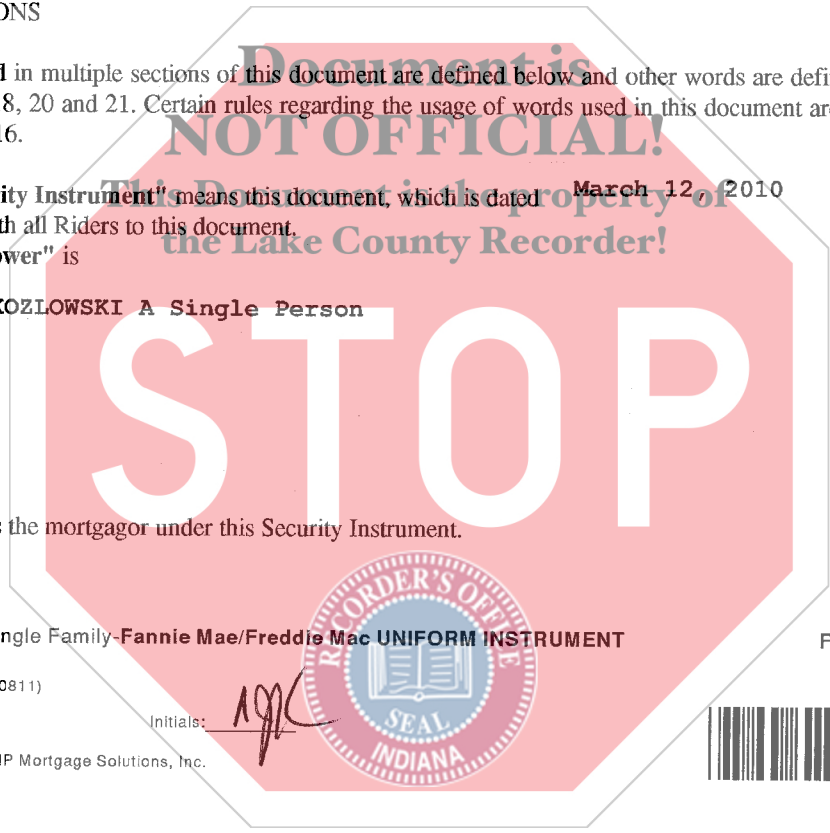 ONS
Document is
d in multiple sections of this document are defined below and other words are defi
8, 20 and 21. Certain rules regarding the usage of words used in this document ar
16.
NOT OFFICIAL!
ity Instrument" means this document, which is dated March 12, 2010
This Document is the property of
th all Riders to this document.
the Lake County Recorder!
ower" is
KOZLOWSKI A Single Person
STOP
the mortgagor under this Security Instrument.
RECORDER'S OFFICE
ngle Family-Fannie Mae/Freddie Mac UNIFORM INSTRUMENT
F
0811)
Initials:
SEAL
INDIANA
MP Mortgage Solutions, Inc.